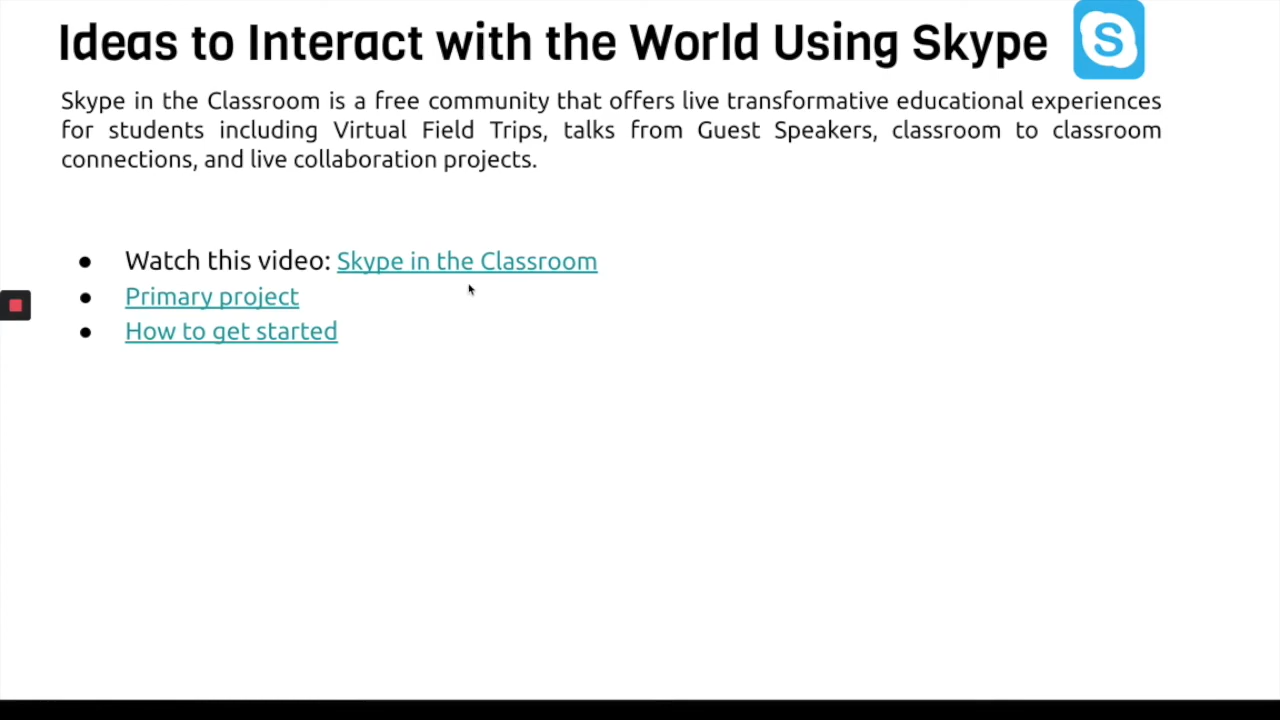 Ideas to Interact with the World Using Skype
Skype in the Classroom is a free community that offers live transformative educational experiences
for students including Virtual Field Trips, talks from Guest Speakers, classroom to classroom
connections, and live collaboration projects.
● Watch this video: Skype in the Classroom
● Primary project
● How to get started